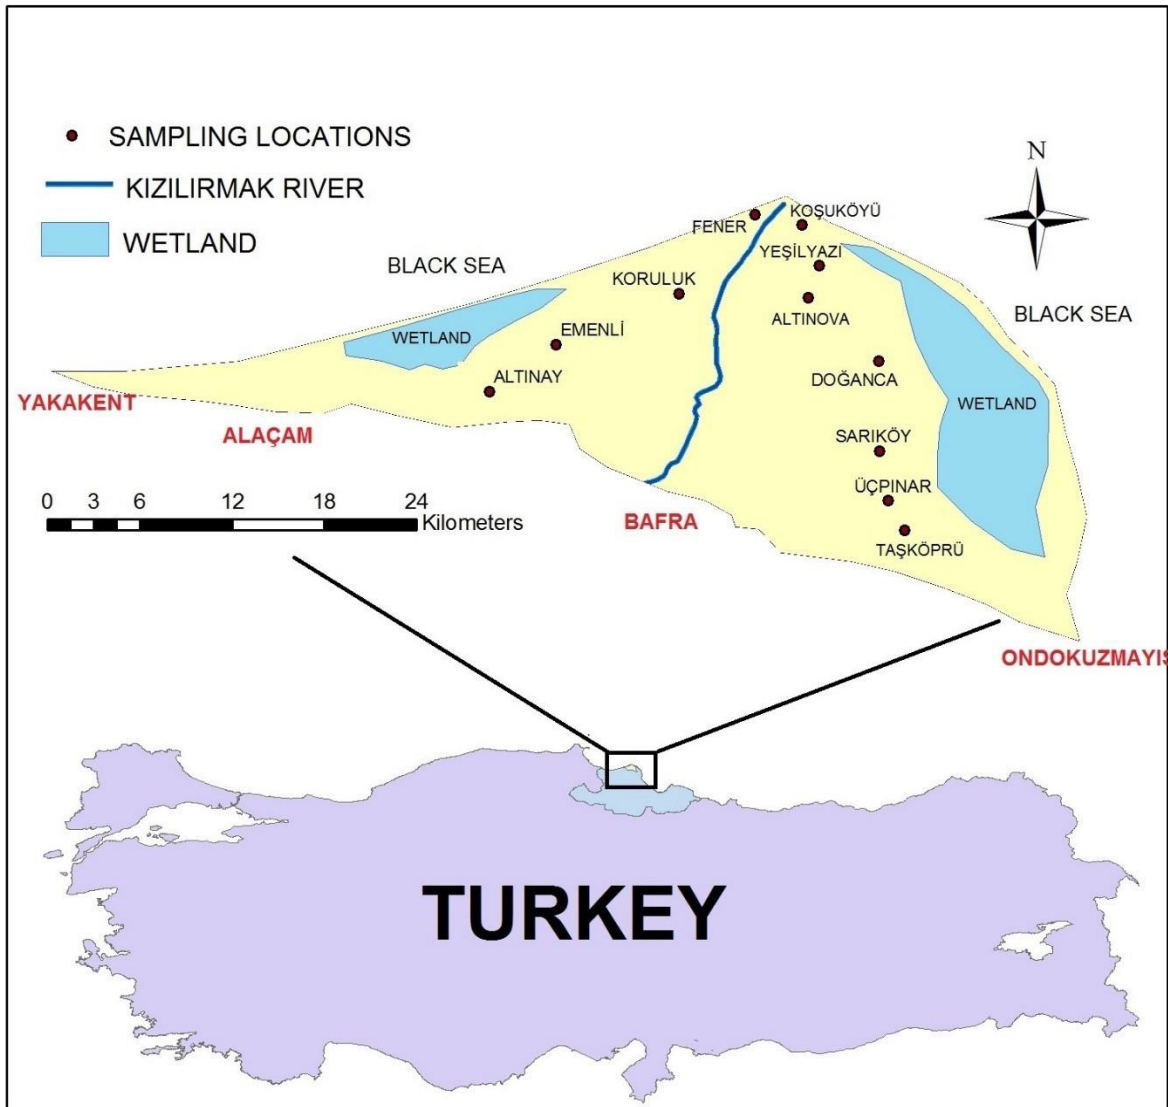 N
SAMPLING LOCATIONS
KIZILIRMAK RIVER
WETLAND
FENER
KOŞUKÖYÜ
YEŞİLYAZI
BLACK SEA
KORULUK
ALTINOVA
BLACK SEA
EMENLİ
WETLAND
ALTINAY
DOĞANCA
YAKAKENT
WETLAND
ALAÇAM
SARIKÖY
ÜÇPINAR
0 3 6 12 18 24
Kilometers
BAFRA
TAŞKÖPRÜ
ONDOKUZMAYIS
TURKEY